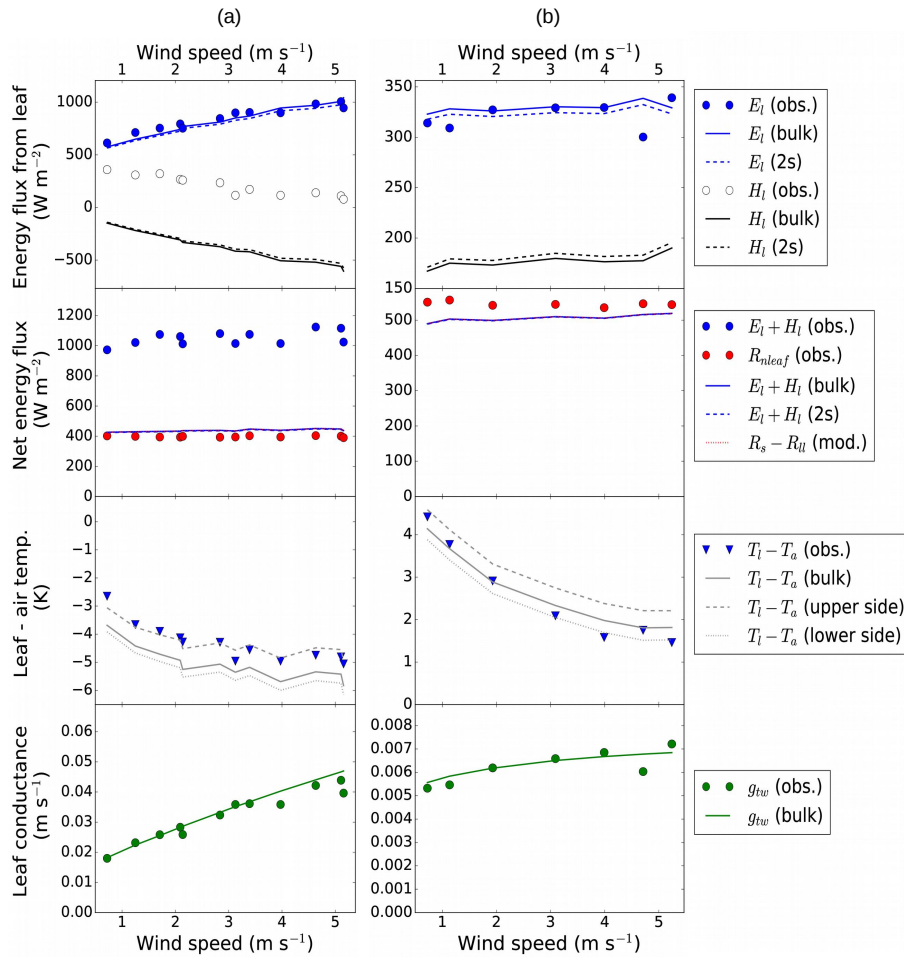 (a) (b)
Wind speed (m s⁻¹) Wind speed (m s⁻¹)
1 2 3 4 5 1 2 3 4 5
Energy flux from leaf
(W m⁻²)
1000
500
0
−500
350
300
250
200
150
E_l (obs.)
E_l (bulk)
E_l (2s)
H_l (obs.)
H_l (bulk)
H_l (2s)
Net energy flux
(W m⁻²)
1200
1000
800
600
400
200
0
500
400
300
200
100
0
E_l + H_l (obs.)
R_nleaf (obs.)
E_l + H_l (bulk)
E_l + H_l (2s)
R_s − R_ll (mod.)
Leaf - air temp.
(K)
0
−1
−2
−3
−4
−5
−6
4
3
2
1
0
T_l − T_a (obs.)
T_l − T_a (bulk)
T_l − T_a (upper side)
T_l − T_a (lower side)
Leaf conductance
(m s⁻¹)
0.06
0.05
0.04
0.03
0.02
0.01
0.00
0.008
0.007
0.006
0.005
0.004
0.003
0.002
0.001
0.000
g_tw (obs.)
g_tw (bulk)
1 2 3 4 5 1 2 3 4 5
Wind speed (m s⁻¹) Wind speed (m s⁻¹)